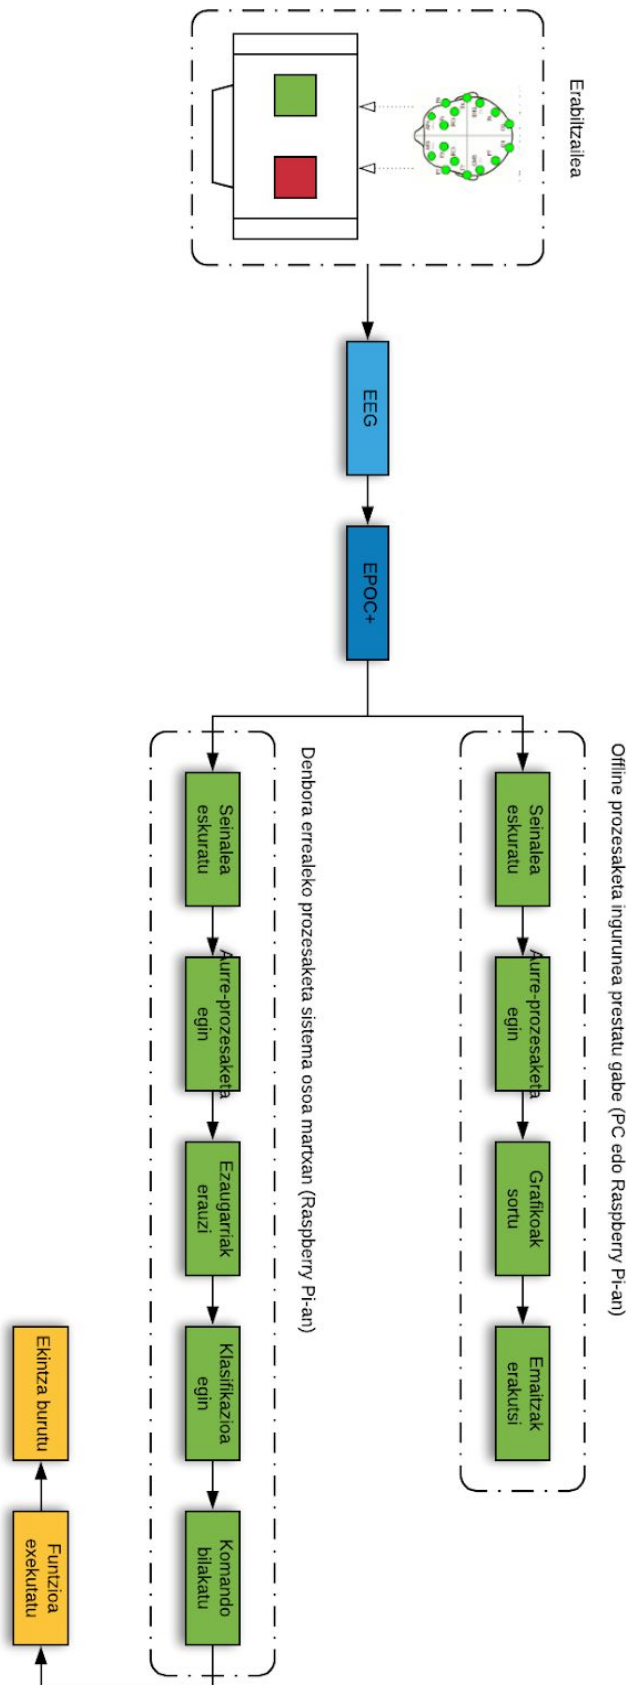 Erabiltzailea
EEG
EPOC+
Offline prozesaketa ingurunea prestatu gabe (PC edo Raspberry Pi-an)
Seinalea
eskuratu
Aurre-prozesaketa
egin
Grafikoak
sortu
Emaitzak
erakutsi
Denbora errealeko prozesaketa sistema osoa martxan (Raspberry Pi-an)
Seinalea
eskuratu
Aurre-prozesaketa
egin
Ezaugarriak
erauzi
Klasifikazioa
egin
Komando
bilakatu
Funtzioa
exekutatu
Ekintza burutu